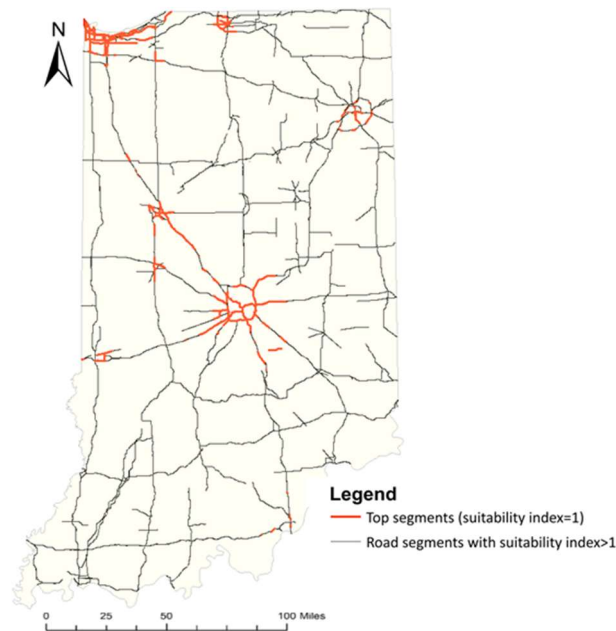 N
Legend
Top segments (suitability index=1)
Road segments with suitability index>1
0 25 50 100 Miles